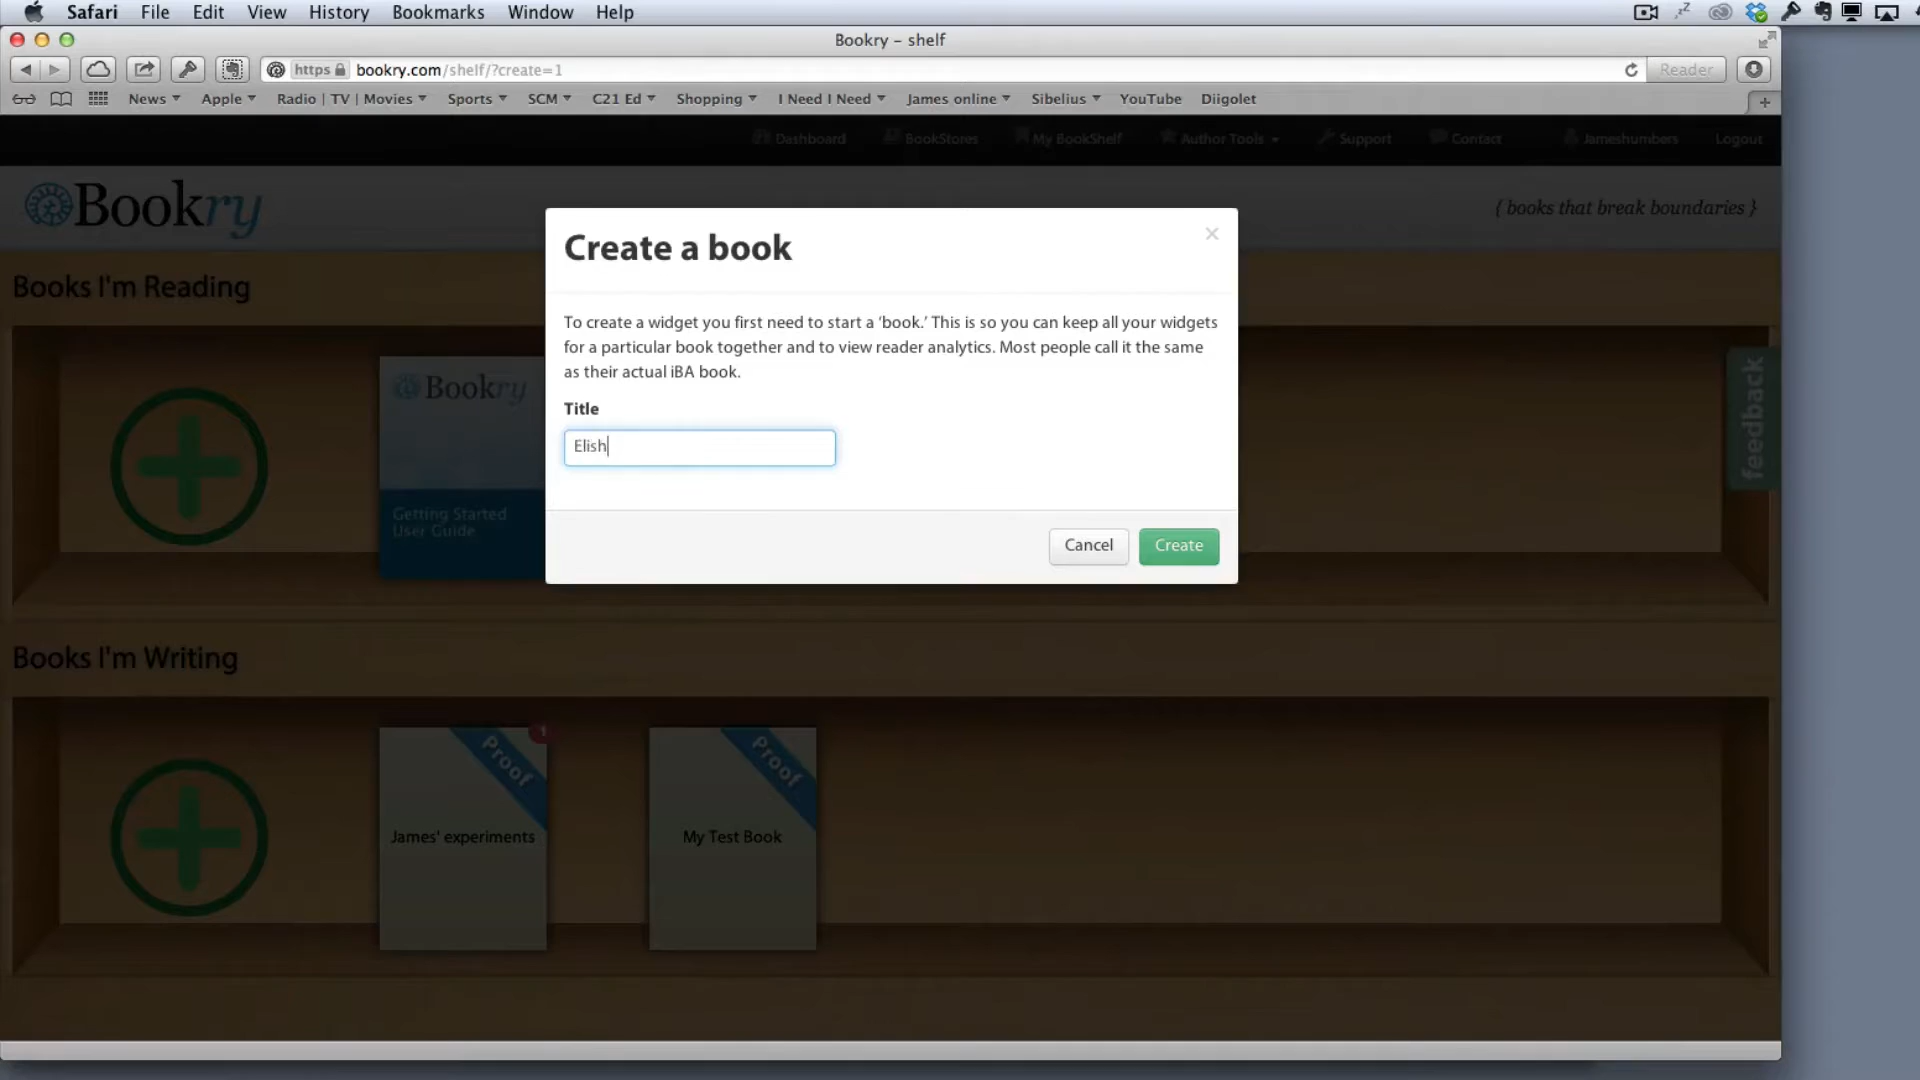 Safari File Edit View History Bookmarks Window Help
Bookry – shelf
https bookry.com/shelf/?create=1 Reader
News Apple Radio | TV | Movies Sports SCM C21 Ed Shopping I Need I Need James online Sibelius YouTube Diigolet
Dashboard BookStores My BookShelf Author Tools Support Contact Jameshumbers Logout
Bookry
{ books that break boundaries }
Books I'm Reading
Bookry
Getting Started
User Guide
Create a book
×
To create a widget you first need to start a ‘book.’ This is so you can keep all your widgets
for a particular book together and to view reader analytics. Most people call it the same
as their actual iBA book.
Title
Elish
Cancel Create
feedback
Books I'm Writing
Proof
1
James' experiments
Proof
My Test Book